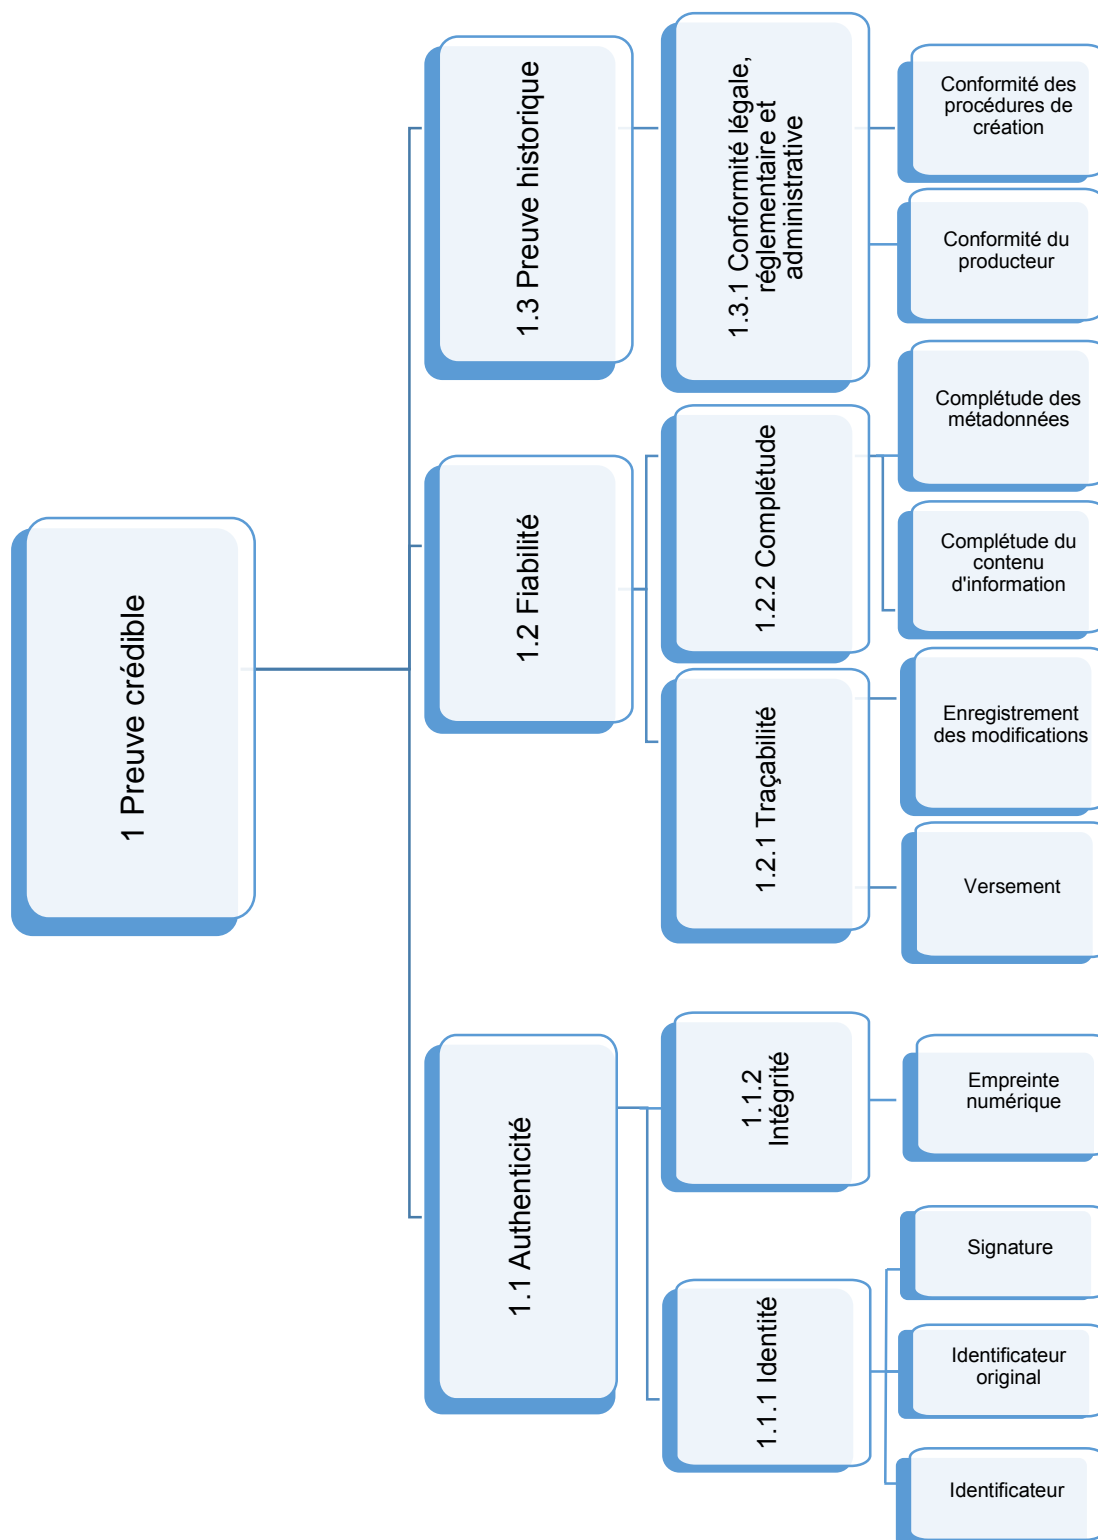 1 Preuve crédible
1.1 Authenticité
1.2 Fiabilité
1.3 Preuve historique
1.1.1 Identité
1.1.2
Intégrité
1.2.1 Traçabilité
1.2.2 Complétude
1.3.1 Conformité légale,
réglementaire et
administrative
Conformité des
procédures de
création
Conformité du
producteur
Complétude des
métadonnées
Complétude du
contenu
d'information
Enregistrement
des modifications
Versement
Empreinte
numérique
Signature
Identificateur
original
Identificateur